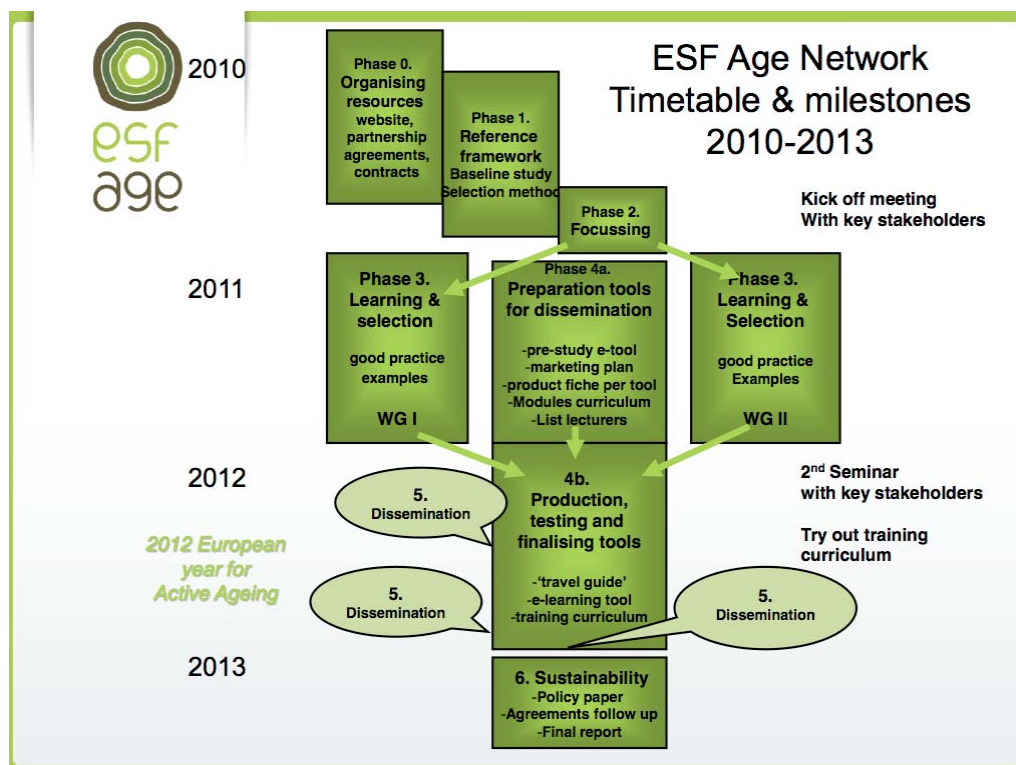 ESF Age Network
Timetable & milestones
2010-2013
esf
age
2010
Phase 0.
Organising
resources
website,
partnership
agreements,
contracts
Phase 1.
Reference
framework
Baseline study
Selection method
Phase 2.
Focussing
Kick off meeting
With key stakeholders
2011
Phase 3.
Learning &
selection
good practice
examples
WG I
Phase 4a.
Preparation tools
for dissemination
-pre-study e-tool
-marketing plan
-product fiche per tool
-Modules curriculum
-List lecturers
Phase 3.
Learning &
Selection
good practice
Examples
WG II
2012
2012 European
year for
Active Ageing
5.
Dissemination
4b.
Production,
testing and
finalising tools
-‘travel guide’
-e-learning tool
-training curriculum
2nd Seminar
with key stakeholders
Try out training
curriculum
5.
Dissemination
5.
Dissemination
2013
6. Sustainability
-Policy paper
-Agreements follow up
-Final report